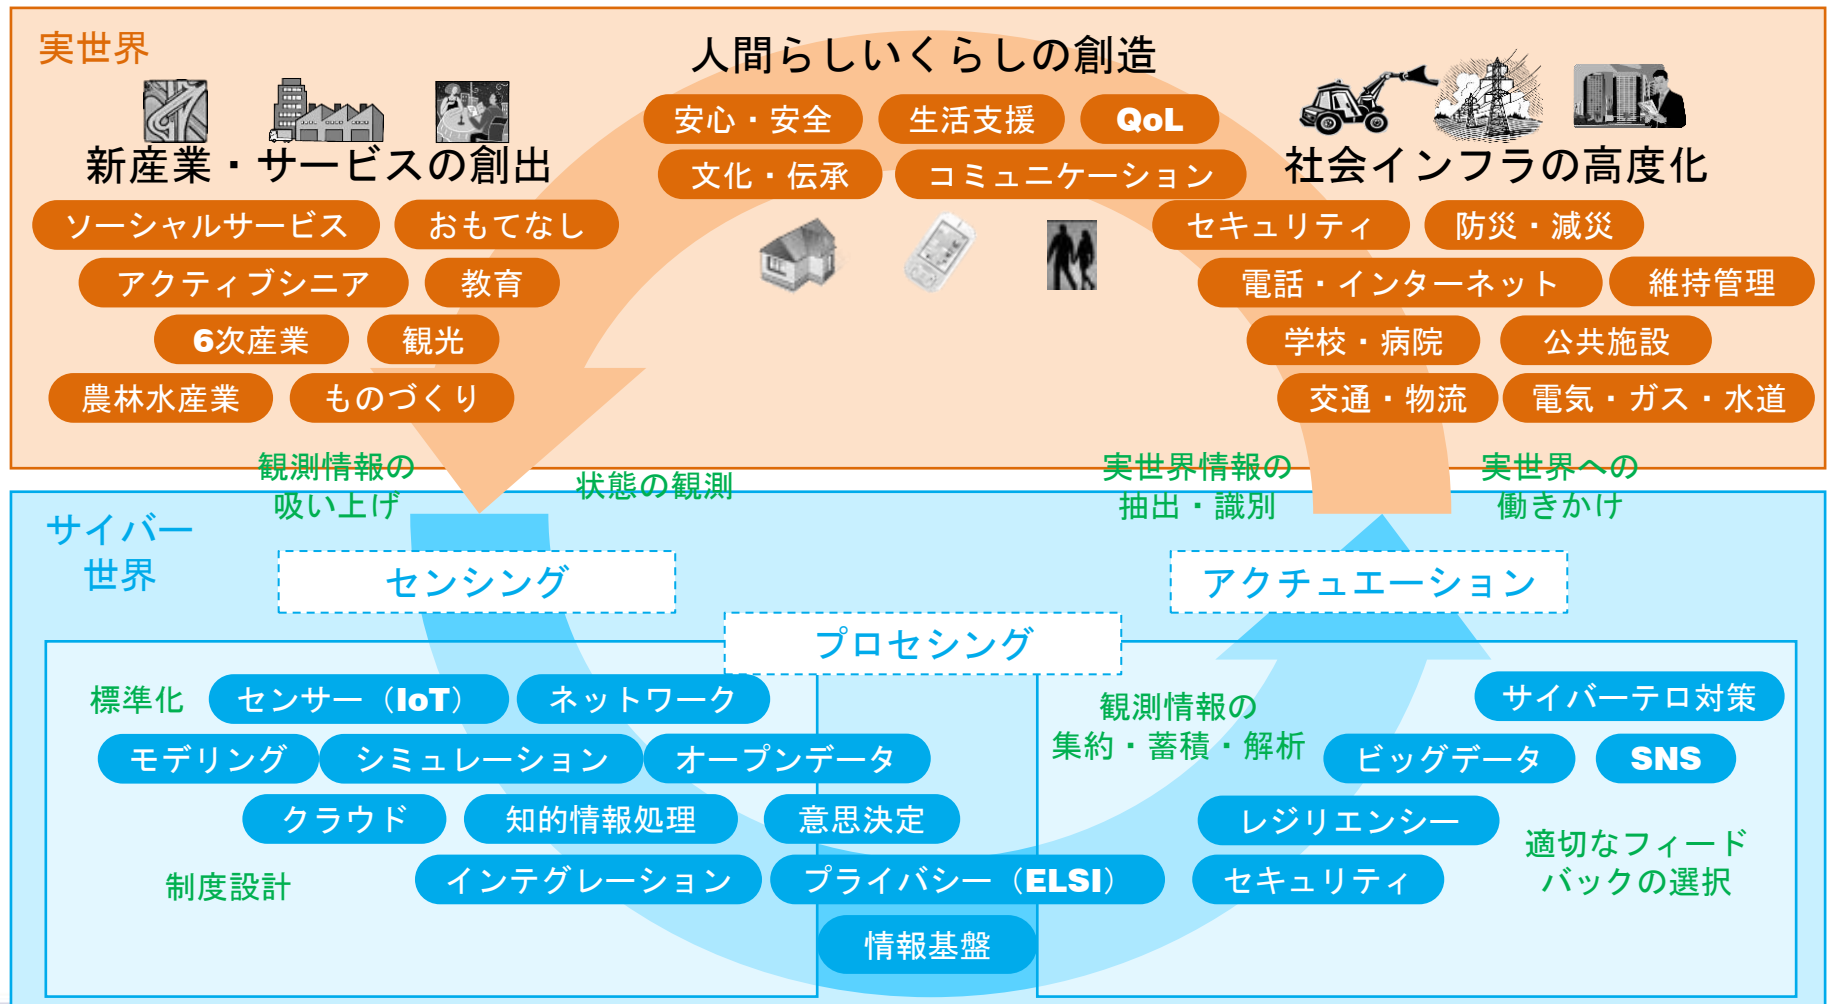 実世界
人間らしいくらしの創造
安心・安全
生活支援
QoL
文化・伝承
コミュニケーション
新産業・サービスの創出
ソーシャルサービス
おもてなし
アクティブシニア
教育
6次産業
観光
農林水産業
ものづくり
社会インフラの高度化
セキュリティ
防災・減災
電話・インターネット
維持管理
学校・病院
公共施設
交通・物流
電気・ガス・水道
観測情報の
吸い上げ
状態の観測
実世界情報の
抽出・識別
実世界への
働きかけ
サイバー
世界
センシング
アクチュエーション
プロセシング
標準化
センサー（IoT）
ネットワーク
モデリング
シミュレーション
オープンデータ
クラウド
知的情報処理
意思決定
制度設計
インテグレーション
プライバシー（ELSI）
情報基盤
観測情報の
集約・蓄積・解析
サイバーテロ対策
ビッグデータ
SNS
レジリエンシー
セキュリティ
適切なフィード
バックの選択